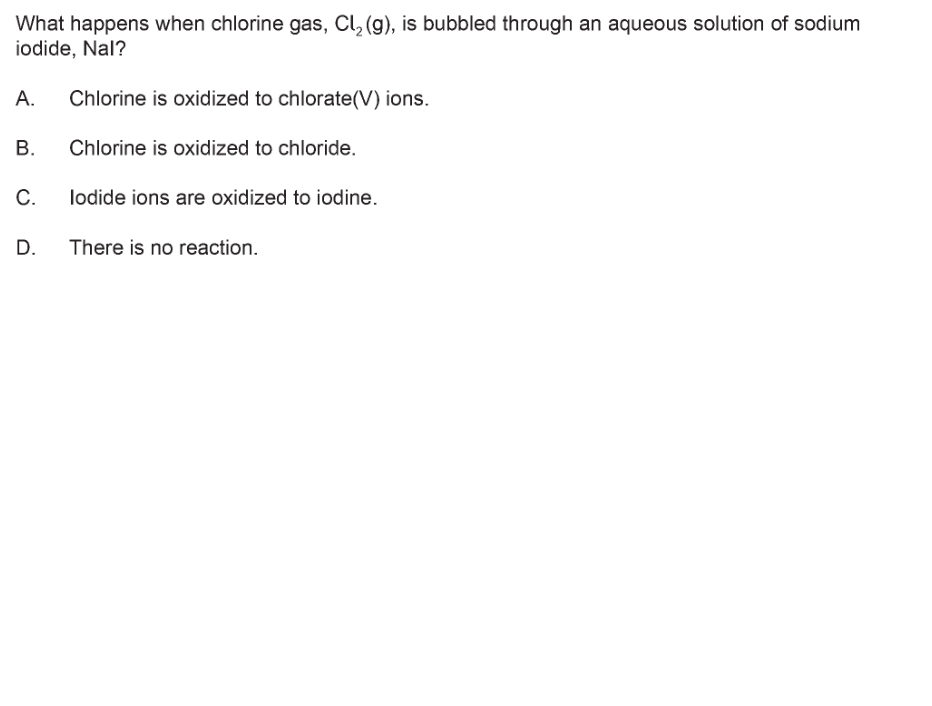 What happens when chlorine gas, Cl₂(g), is bubbled through an aqueous solution of sodium
iodide, NaI?
A. Chlorine is oxidized to chlorate(V) ions.
B. Chlorine is oxidized to chloride.
C. Iodide ions are oxidized to iodine.
D. There is no reaction.